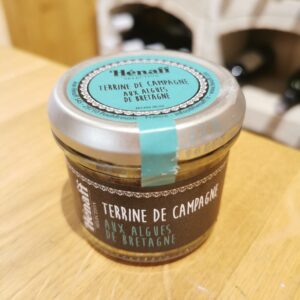 Hénaff
TERRINE DE CAMPAGNE
AUX ALGUES
DE BRETAGNE
Hénaff
TERRINE DE CAMPAGNE
AUX ALGUES
DE BRETAGNE